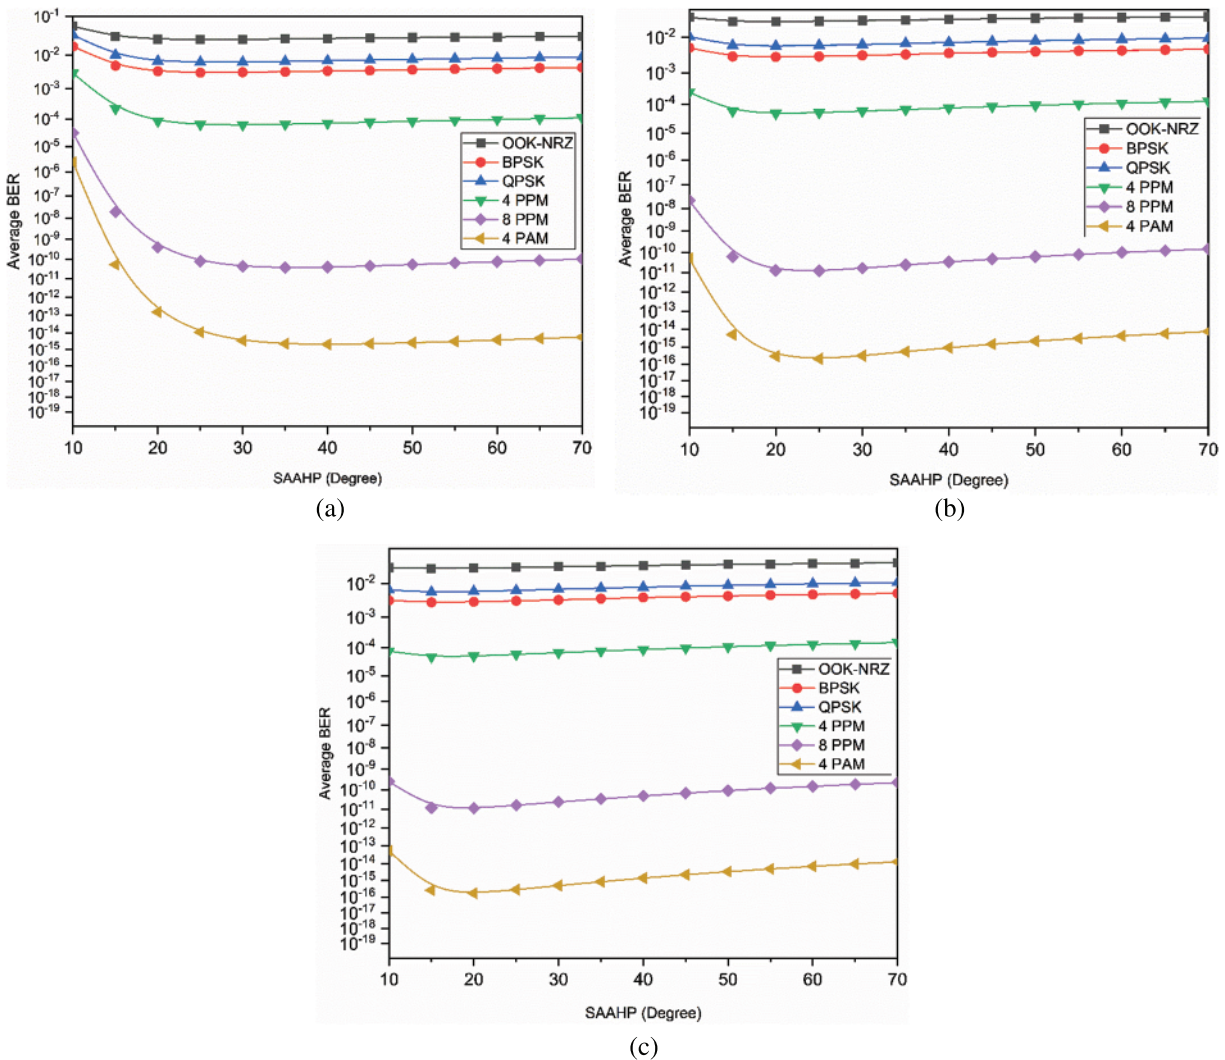 10⁻¹
10⁻²
10⁻³
10⁻⁴
10⁻⁵
10⁻⁶
10⁻⁷
10⁻⁸
10⁻⁹
10⁻¹⁰
10⁻¹¹
10⁻¹²
10⁻¹³
10⁻¹⁴
10⁻¹⁵
10⁻¹⁶
10⁻¹⁷
10⁻¹⁸
10⁻¹⁹
Average BER
OOK-NRZ
BPSK
QPSK
4 PPM
8 PPM
4 PAM
10 20 30 40 50 60 70
SAAHP (Degree)
(a)
10⁻²
10⁻³
10⁻⁴
10⁻⁵
10⁻⁶
10⁻⁷
10⁻⁸
10⁻⁹
10⁻¹⁰
10⁻¹¹
10⁻¹²
10⁻¹³
10⁻¹⁴
10⁻¹⁵
10⁻¹⁶
10⁻¹⁷
10⁻¹⁸
10⁻¹⁹
Average BER
OOK-NRZ
BPSK
QPSK
4 PPM
8 PPM
4 PAM
10 20 30 40 50 60 70
SAAHP (Degree)
(b)
10⁻²
10⁻³
10⁻⁴
10⁻⁵
10⁻⁶
10⁻⁷
10⁻⁸
10⁻⁹
10⁻¹⁰
10⁻¹¹
10⁻¹²
10⁻¹³
10⁻¹⁴
10⁻¹⁵
10⁻¹⁶
10⁻¹⁷
10⁻¹⁸
10⁻¹⁹
Average BER
OOK-NRZ
BPSK
QPSK
4 PPM
8 PPM
4 PAM
10 20 30 40 50 60 70
SAAHP (Degree)
(c)